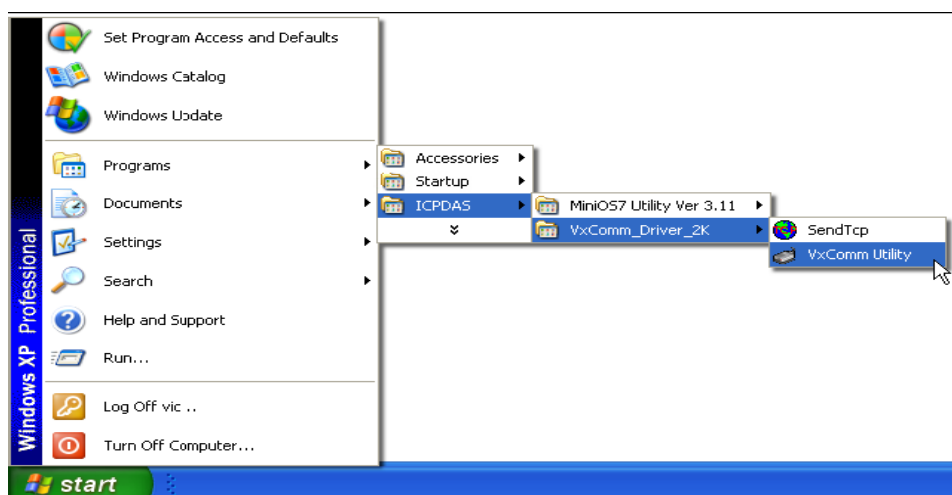 Set Program Access and Defaults
Windows Catalog
Windows Update
Programs
Documents
Settings
Search
Help and Support
Run...
Log Off vic ..
Turn Off Computer...
Windows XP Professional
start
Accessories
Startup
ICPDAS
MiniOS7 Utility Ver 3.11
VxComm_Driver_2K
SendTcp
VxComm Utility